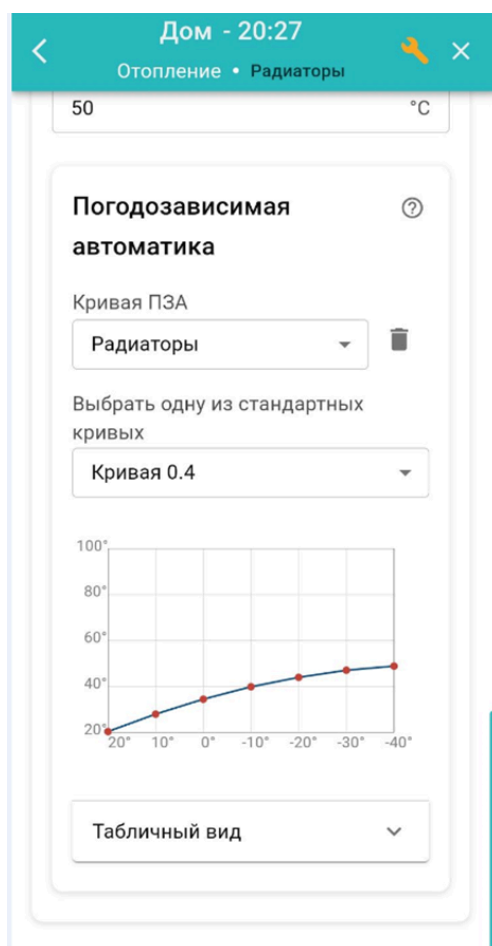 Дом - 20:27
Отопление • Радиаторы
50 °C
Погодозависимая
автоматика
Кривая ПЗА
Радиаторы
Выбрать одну из стандартных
кривых
Кривая 0.4
100°
80°
60°
40°
20°
20° 10° 0° -10° -20° -30° -40°
Табличный вид